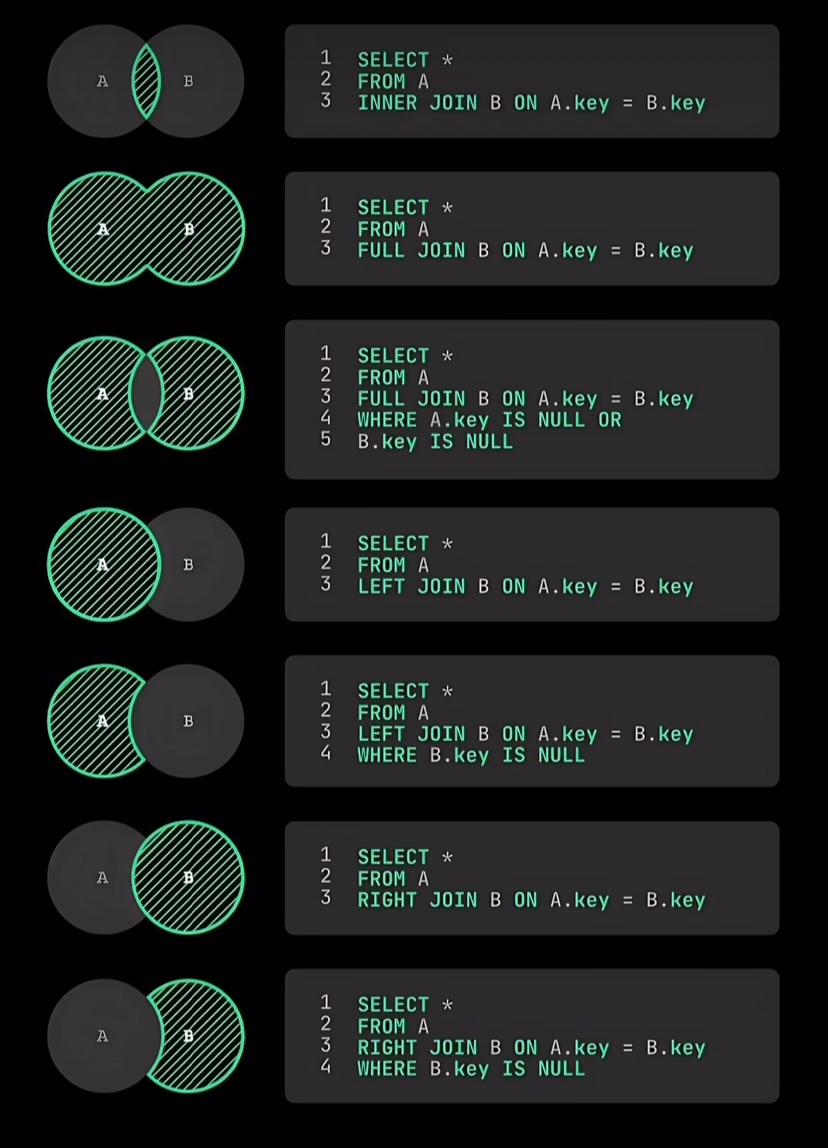 A B
1 SELECT *
2 FROM A
3 INNER JOIN B ON A.key = B.key
A B
1 SELECT *
2 FROM A
3 FULL JOIN B ON A.key = B.key
A B
1 SELECT *
2 FROM A
3 FULL JOIN B ON A.key = B.key
4 WHERE A.key IS NULL OR
5 B.key IS NULL
A B
1 SELECT *
2 FROM A
3 LEFT JOIN B ON A.key = B.key
A B
1 SELECT *
2 FROM A
3 LEFT JOIN B ON A.key = B.key
4 WHERE B.key IS NULL
A B
1 SELECT *
2 FROM A
3 RIGHT JOIN B ON A.key = B.key
A B
1 SELECT *
2 FROM A
3 RIGHT JOIN B ON A.key = B.key
4 WHERE B.key IS NULL